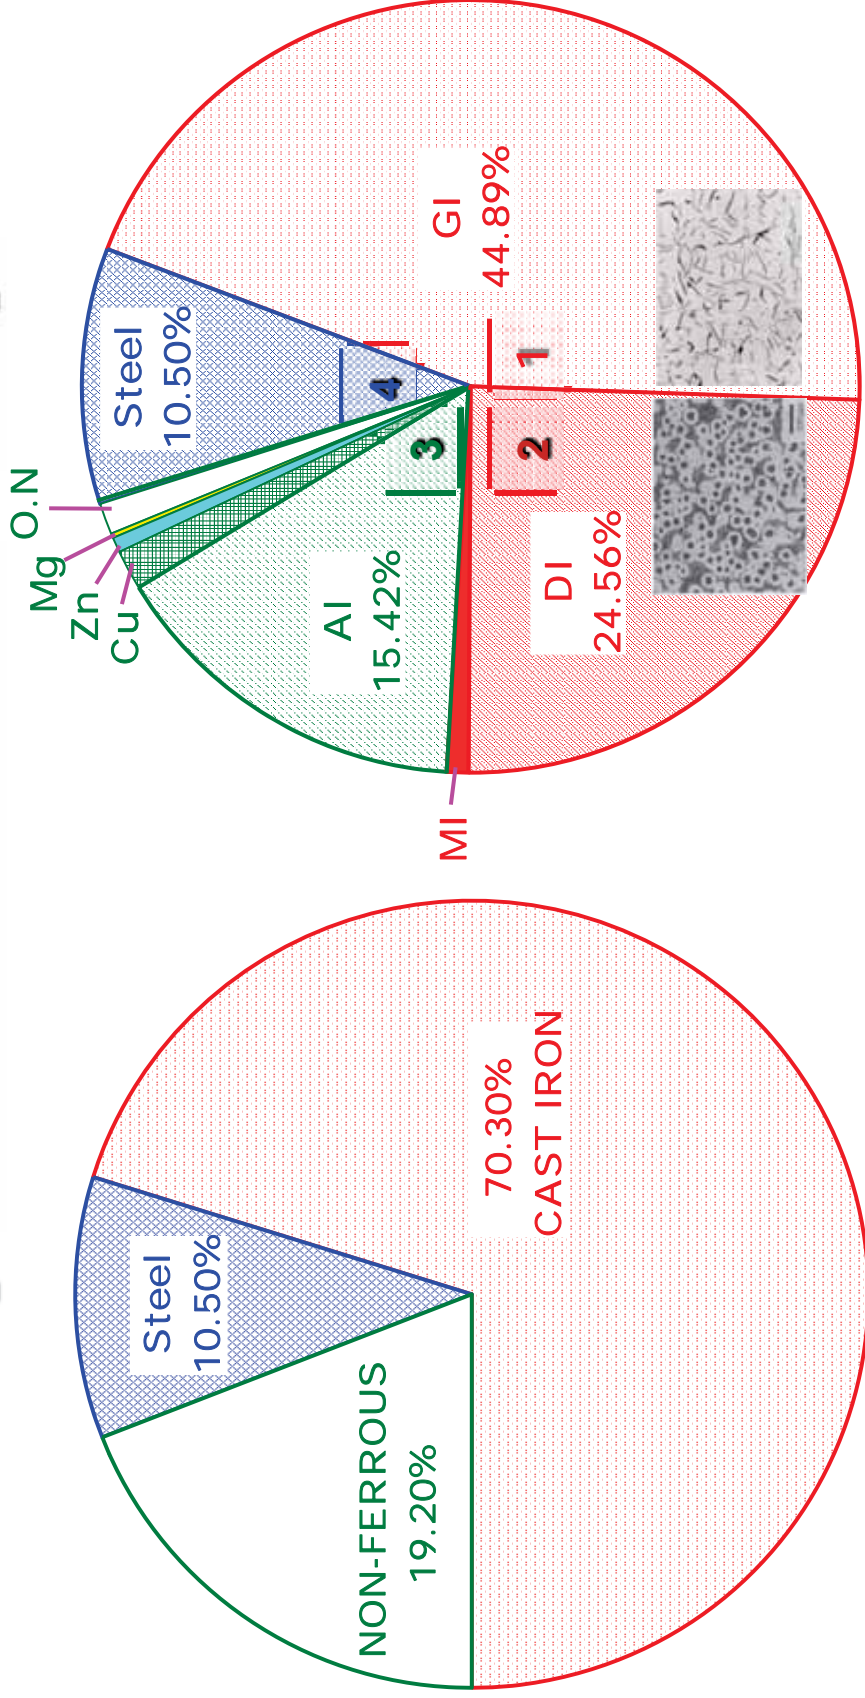 Steel
10.50%
NON-FERROUS
19.20%
70.30%
CAST IRON
O.N
Mg
Zn
Cu
Steel
10.50%
Al
15.42%
MI
4
3
2
1
GI
44.89%
DI
24.56%